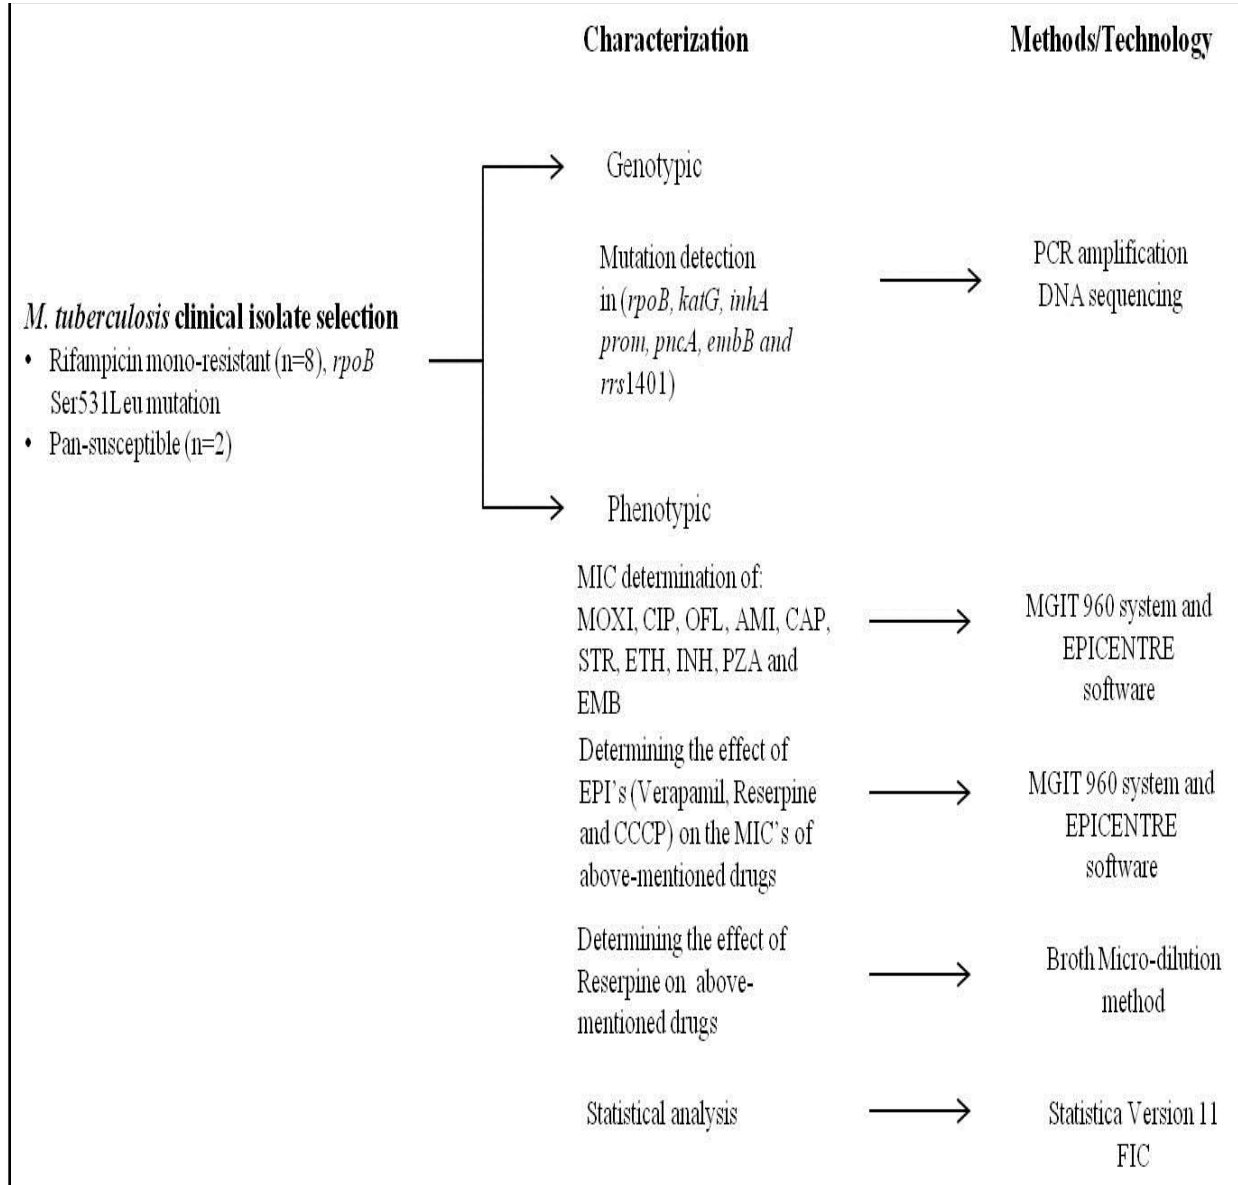 Characterization
Methods/Technology
Genotypic
Mutation detection
in (rpoB, katG, inhA
prom, pncA, embB and
rrs1401)
PCR amplification
DNA sequencing
M. tuberculosis clinical isolate selection
• Rifampicin mono-resistant (n=8), rpoB
Ser531Leu mutation
• Pan-susceptible (n=2)
Phenotypic
MIC determination of:
MOXI, CIP, OFL, AMI, CAP,
STR, ETH, INH, PZA and
EMB
MGIT 960 system and
EPICENTRE
software
Determining the effect of
EPI’s (Verapamil, Reserpine
and CCCP) on the MIC’s of
above-mentioned drugs
MGIT 960 system and
EPICENTRE
software
Determining the effect of
Reserpine on above-
mentioned drugs
Broth Micro-dilution
method
Statistical analysis
Statistica Version 11
FIC